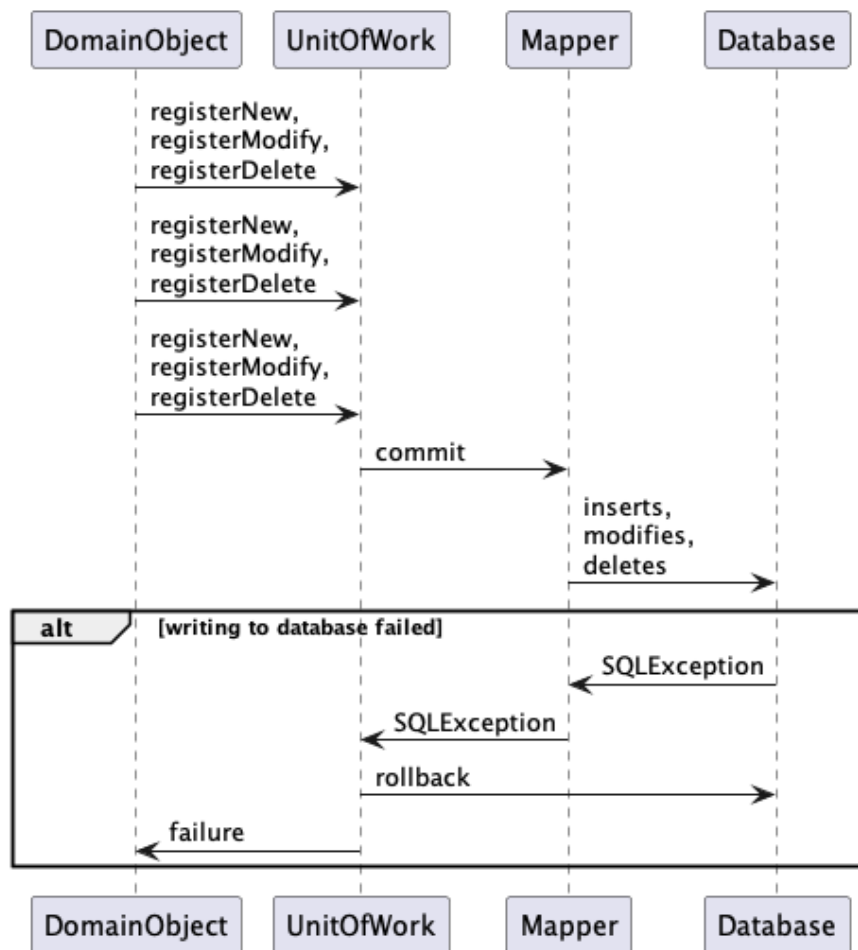 DomainObject UnitOfWork Mapper Database
registerNew,
registerModify,
registerDelete
registerNew,
registerModify,
registerDelete
registerNew,
registerModify,
registerDelete
commit
inserts,
modifies,
deletes
alt [writing to database failed]
SQLException
SQLException
rollback
failure
DomainObject UnitOfWork Mapper Database